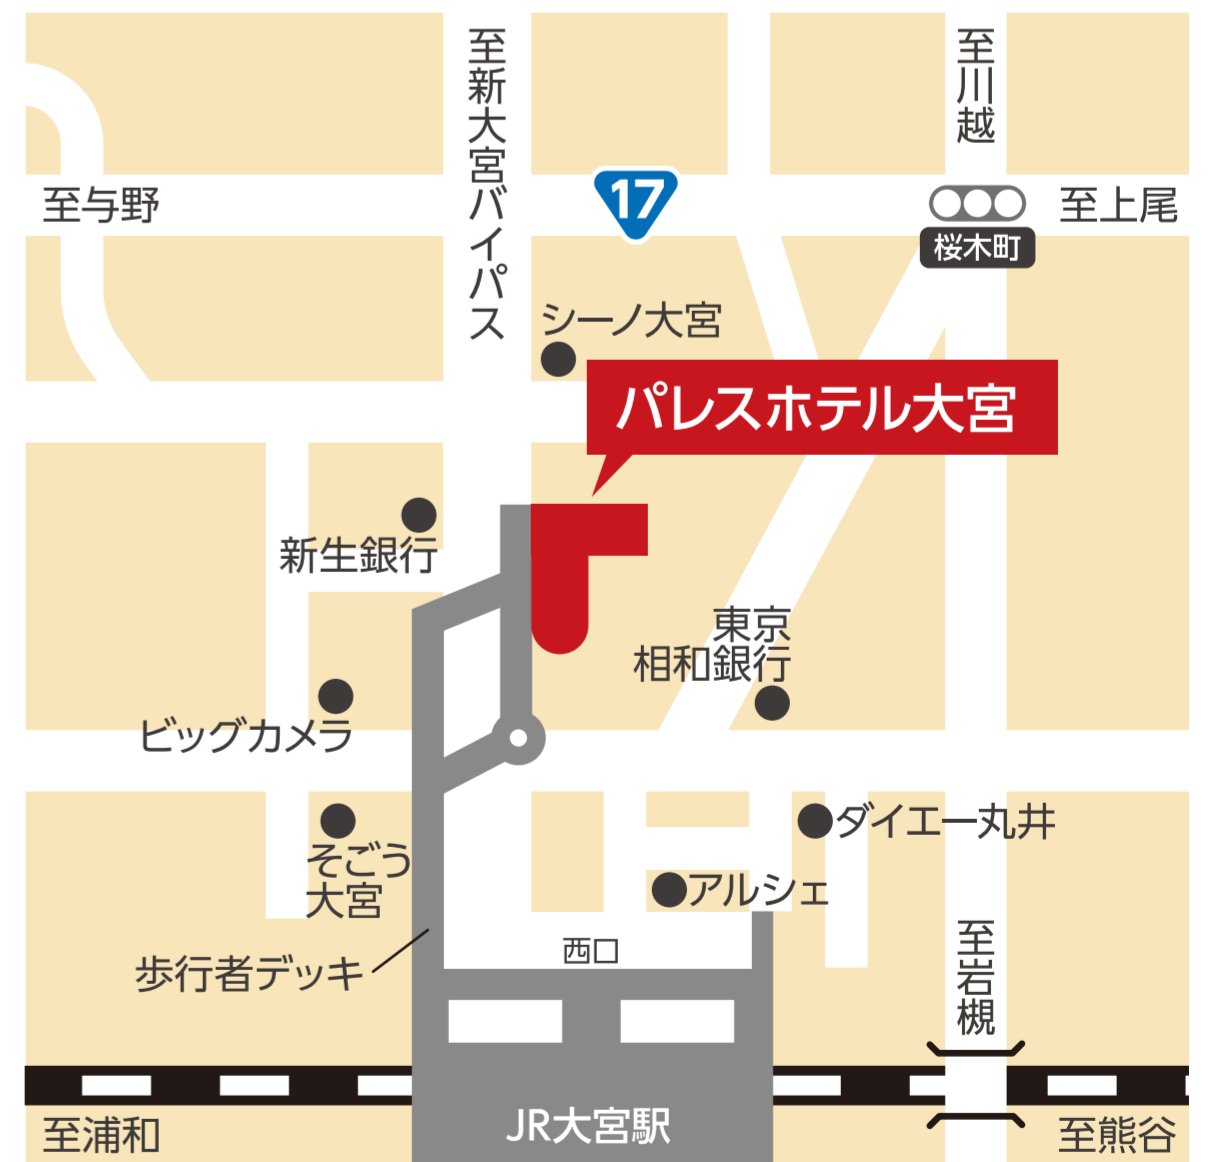 至新大宮バイパス
至川越
17
至与野
至上尾
桜木町
シーノ大宮
パレスホテル大宮
新生銀行
東京
相和銀行
ビッグカメラ
ダイエー丸井
そごう
大宮
アルシェ
西口
歩行者デッキ
至岩槻
JR大宮駅
至浦和
至熊谷